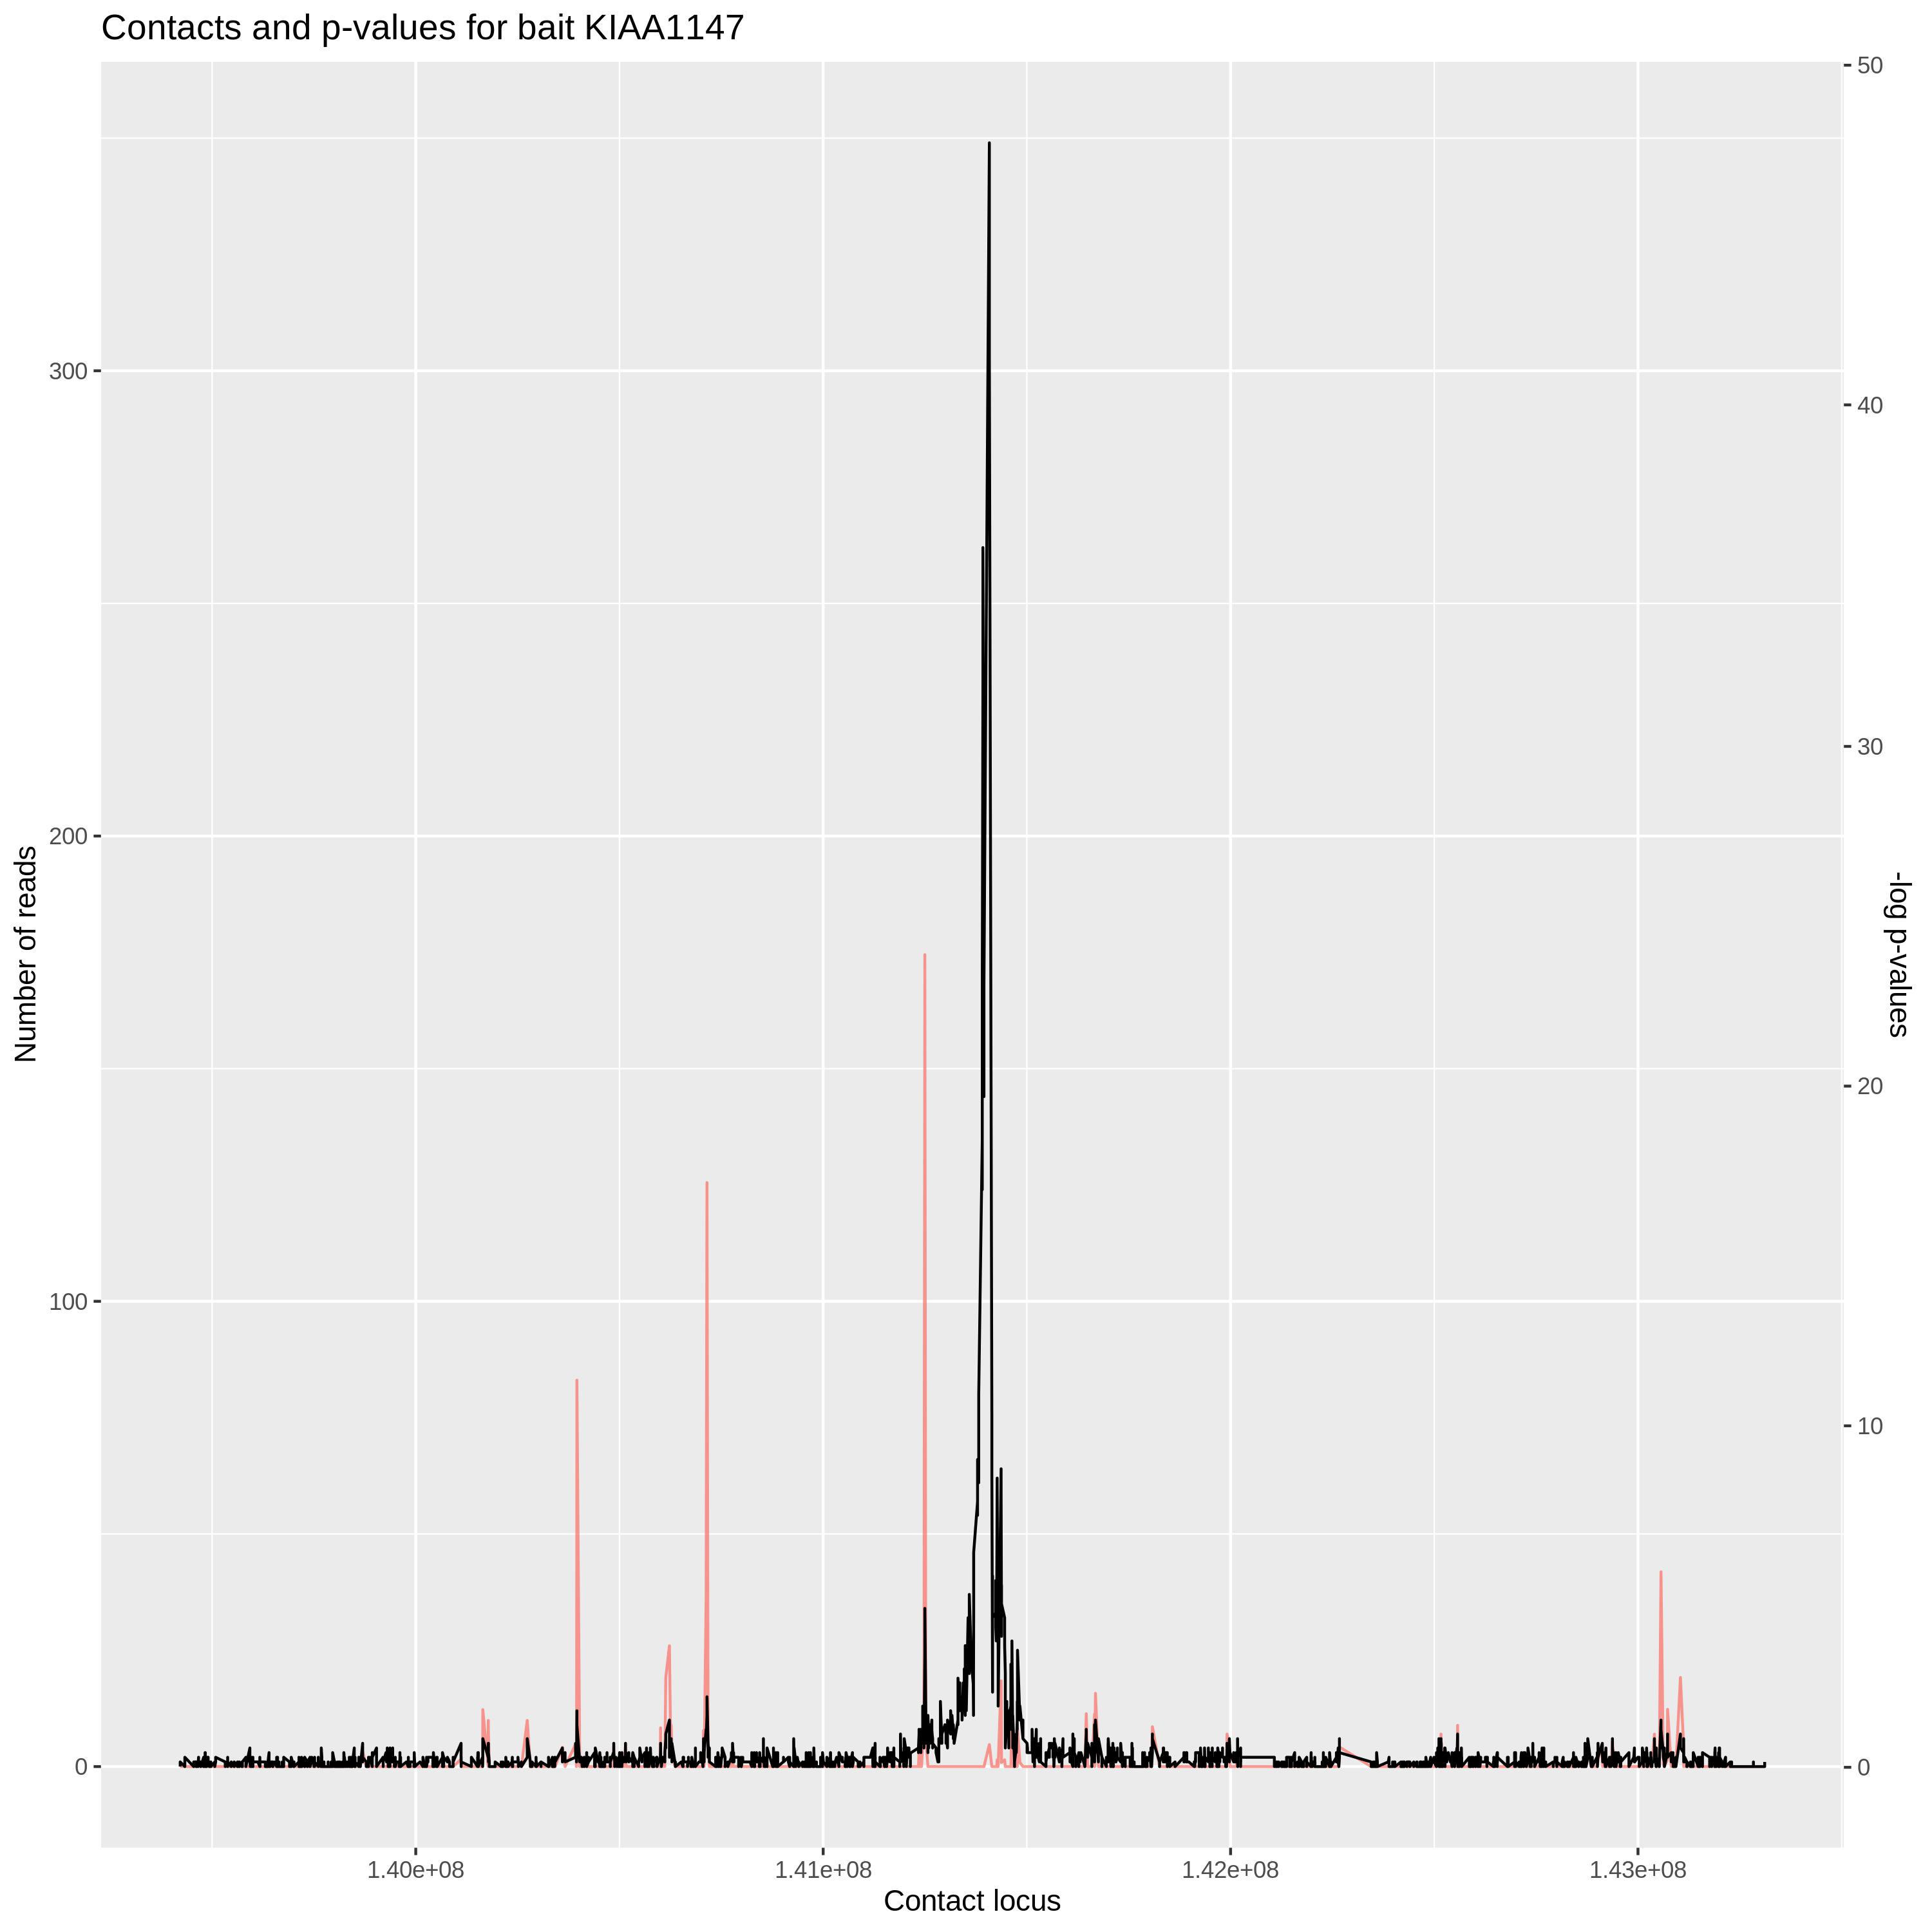 Contacts and p-values for bait KIAA1147
Number of reads
300
200
100
0
50
40
30
20
10
0
-log p-values
1.40e+08 1.41e+08 1.42e+08 1.43e+08
Contact locus